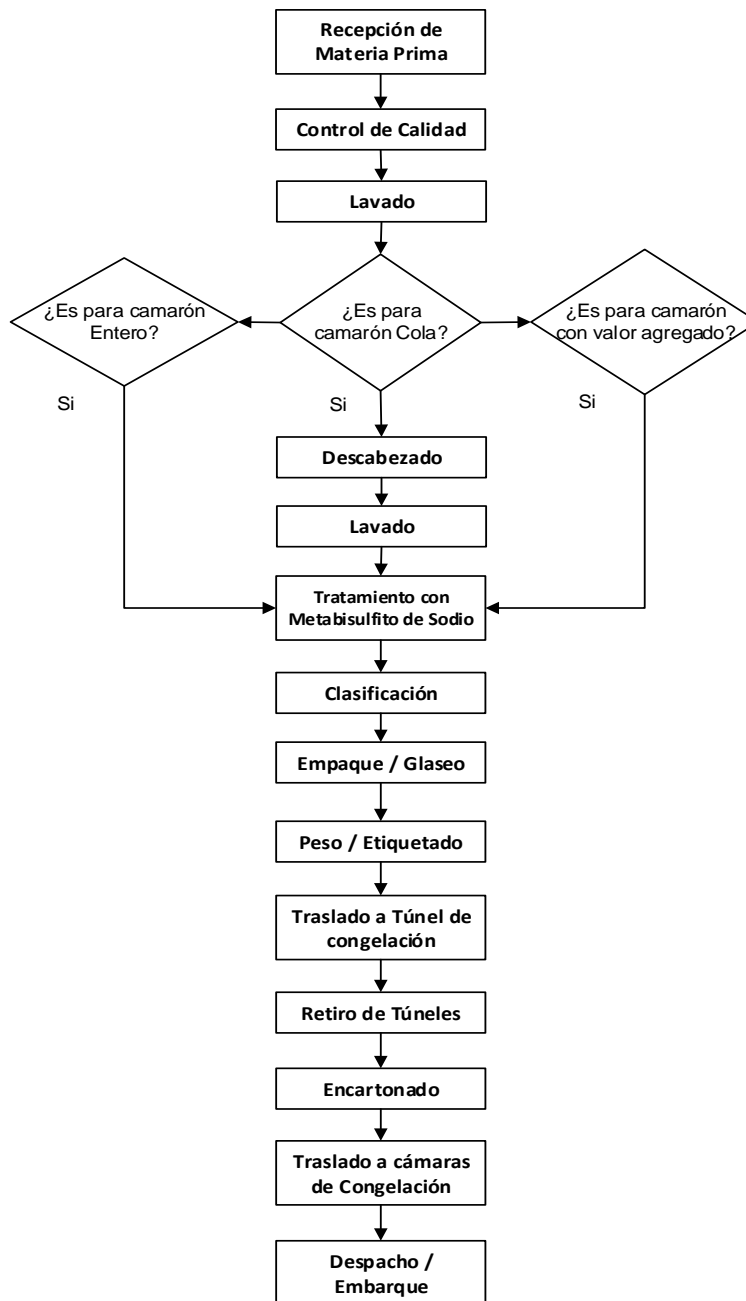 Recepción de
Materia Prima
Control de Calidad
Lavado
¿Es para camarón
Entero?
¿Es para
camarón Cola?
¿Es para camarón
con valor agregado?
Si
Si
Si
Descabezado
Lavado
Tratamiento con
Metabisulfito de Sodio
Clasificación
Empaque / Glaseo
Peso / Etiquetado
Traslado a Túnel de
congelación
Retiro de Túneles
Encartonado
Traslado a cámaras
de Congelación
Despacho /
Embarque